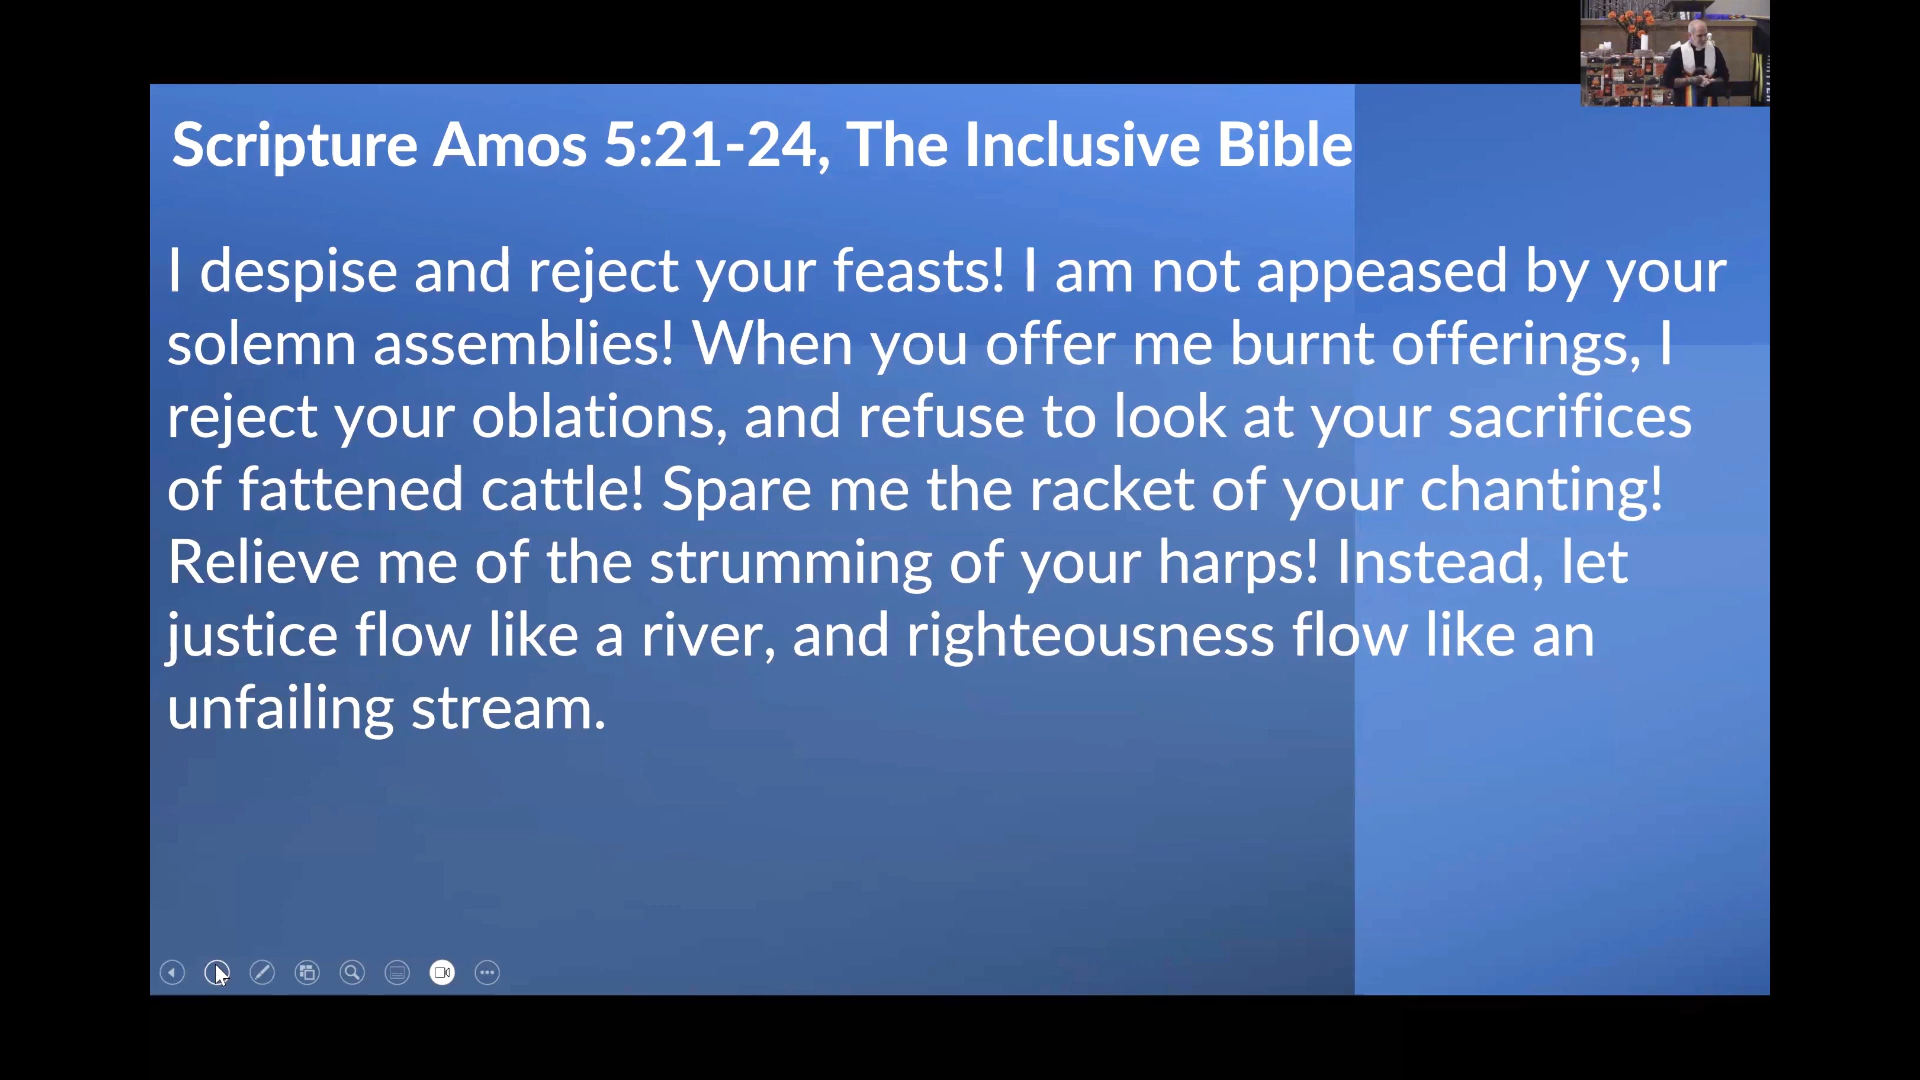 Scripture Amos 5:21-24, The Inclusive Bible
I despise and reject your feasts! I am not appeased by your
solemn assemblies! When you offer me burnt offerings, I
reject your oblations, and refuse to look at your sacrifices
of fattened cattle! Spare me the racket of your chanting!
Relieve me of the strumming of your harps! Instead, let
justice flow like a river, and righteousness flow like an
unfailing stream.